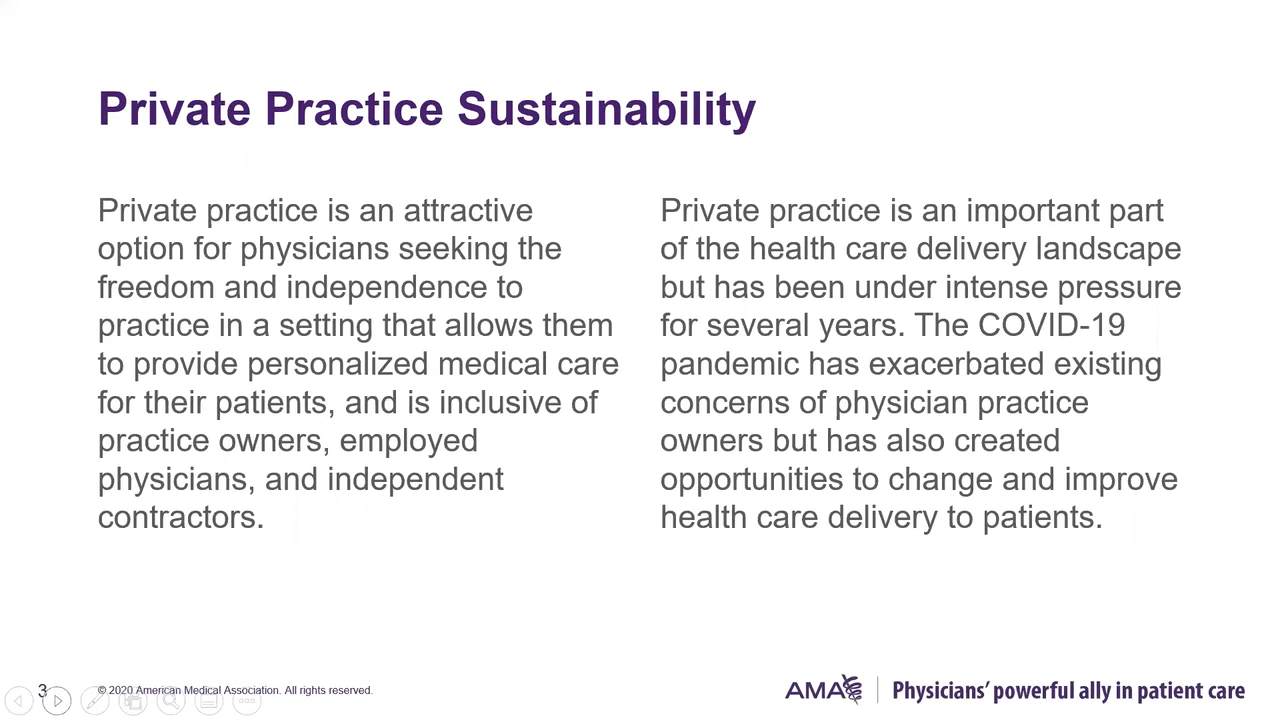 Private Practice Sustainability
Private practice is an attractive
option for physicians seeking the
freedom and independence to
practice in a setting that allows them
to provide personalized medical care
for their patients, and is inclusive of
practice owners, employed
physicians, and independent
contractors.
Private practice is an important part
of the health care delivery landscape
but has been under intense pressure
for several years. The COVID-19
pandemic has exacerbated existing
concerns of physician practice
owners but has also created
opportunities to change and improve
health care delivery to patients.
3
© 2020 American Medical Association. All rights reserved.
AMA
Physicians’ powerful ally in patient care